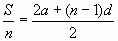 S/n = (2a + (n − 1)d)/2